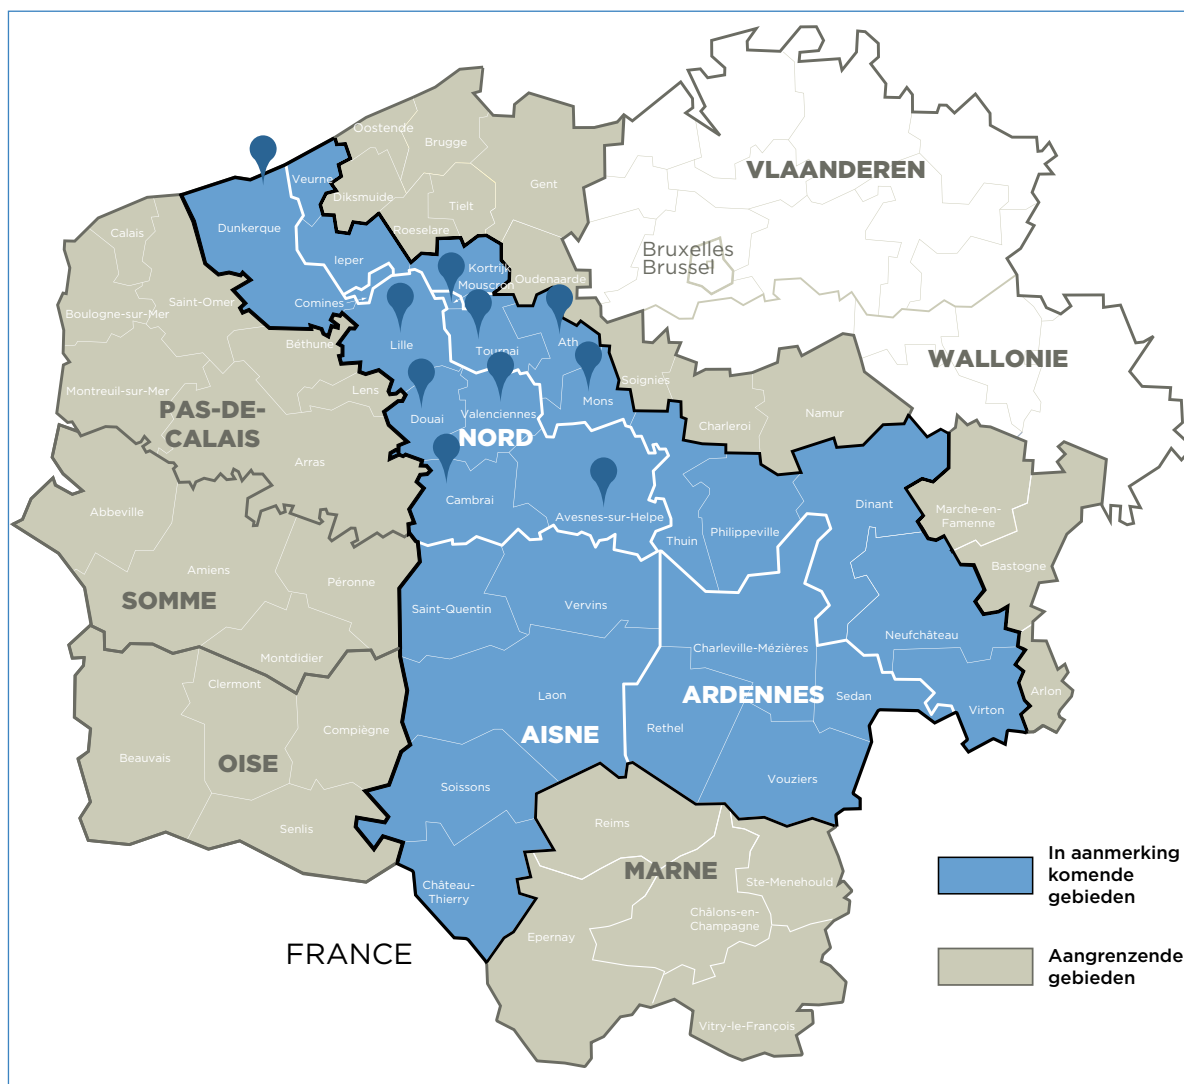 Oostende
Brugge
VLAANDEREN
Veurne
Gent
Diksmuide
Tielt
Dunkerque
Calais
Roeselare
Bruxelles
Brussel
Ieper
Kortrijk
Oudenaarde
Mouscron
Saint-Omer
Comines
Boulogne-sur-Mer
Béthune
Lille
Tournai
Ath
WALLONIE
Soignies
Montreuil-sur-Mer
Lens
Mons
Namur
PAS-DE-
CALAIS
Douai
Valenciennes
Charleroi
NORD
Arras
Cambrai
Dinant
Abbeville
Avesnes-sur-Helpe
Marche-en-
Famenne
Thuin
Philippeville
Amiens
Péronne
Bastogne
SOMME
Saint-Quentin
Vervins
Neufchâteau
Montdidier
Charleville-Mézières
Clermont
Laon
ARDENNES
Sedan
Arlon
Virton
Compiègne
Rethel
AISNE
Beauvais
OISE
Soissons
Vouziers
Senlis
Reims
MARNE
Château-
Thierry
Ste-Menehould
Châlons-en-
Champagne
Epernay
FRANCE
Vitry-le-François
In aanmerking
komende
gebieden
Aangrenzende
gebieden